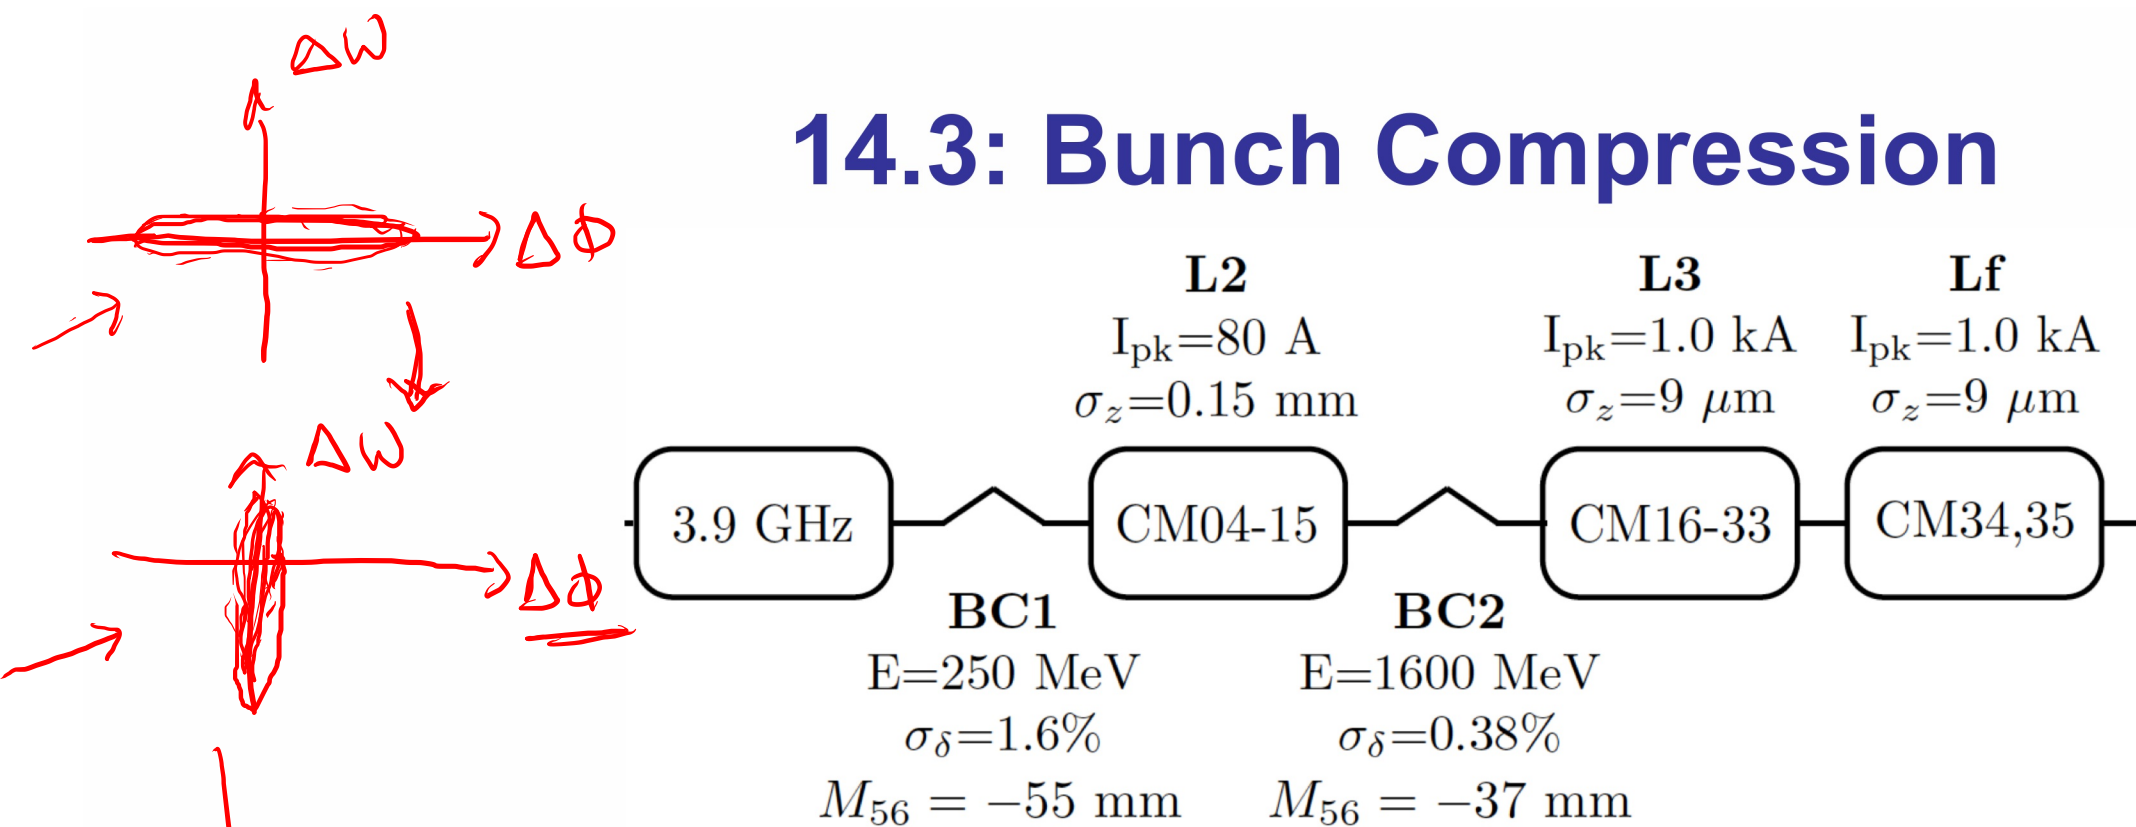 ΔW
14.3: Bunch Compression
Δϕ
L2
I_pk=80 A
σ_z=0.15 mm
L3
I_pk=1.0 kA
σ_z=9 μm
Lf
I_pk=1.0 kA
σ_z=9 μm
ΔW
Δϕ
3.9 GHz
CM04-15
CM16-33
CM34,35
BC1
E=250 MeV
σ_δ=1.6%
M_56 = −55 mm
BC2
E=1600 MeV
σ_δ=0.38%
M_56 = −37 mm